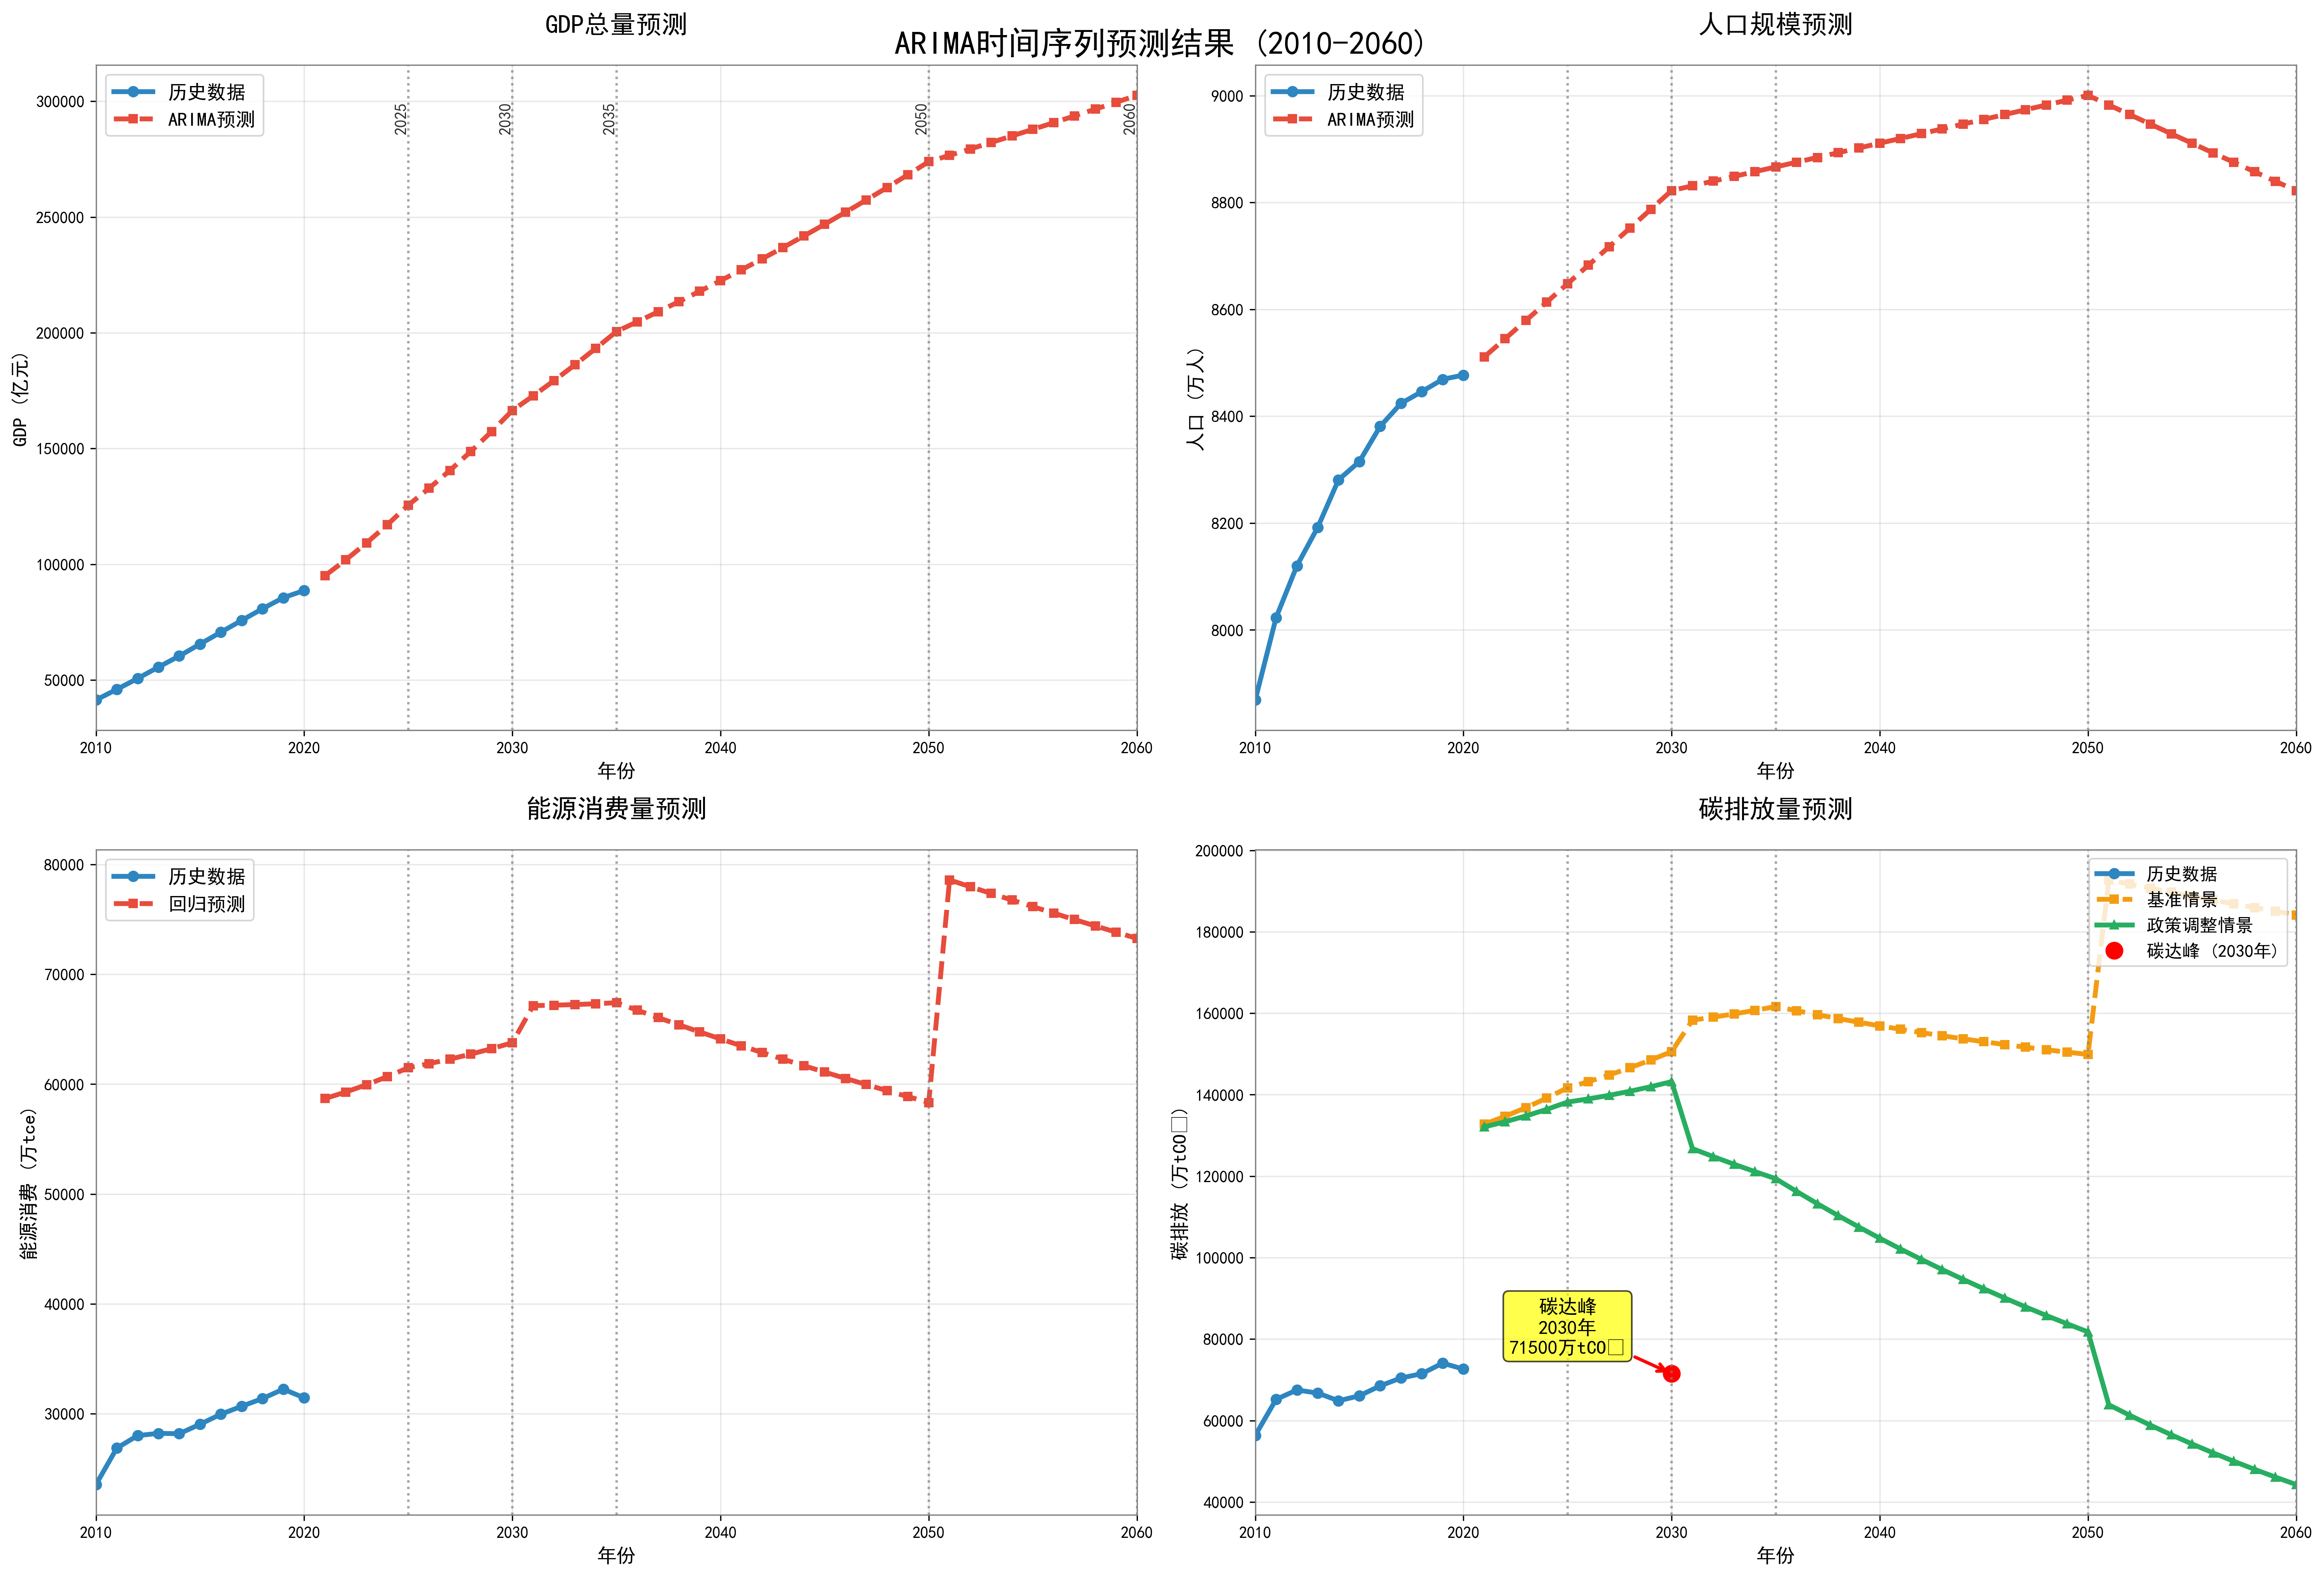 ARIMA时间序列预测结果 (2010-2060)
GDP总量预测
历史数据
ARIMA预测
2025
2030
2035
2050
2060
300000
250000
200000
150000
100000
50000
GDP (亿元)
2010
2020
2030
2040
2050
2060
年份
人口规模预测
历史数据
ARIMA预测
9000
8800
8600
8400
8200
8000
人口 (万人)
2010
2020
2030
2040
2050
2060
年份
能源消费量预测
历史数据
回归预测
80000
70000
60000
50000
40000
30000
能源消费 (万tce)
2010
2020
2030
2040
2050
2060
年份
碳排放量预测
历史数据
基准情景
政策调整情景
碳达峰 (2030年)
200000
180000
160000
140000
120000
100000
80000
60000
40000
碳排放 (万tCO□)
碳达峰
2030年
71500万tCO□
2010
2020
2030
2040
2050
2060
年份